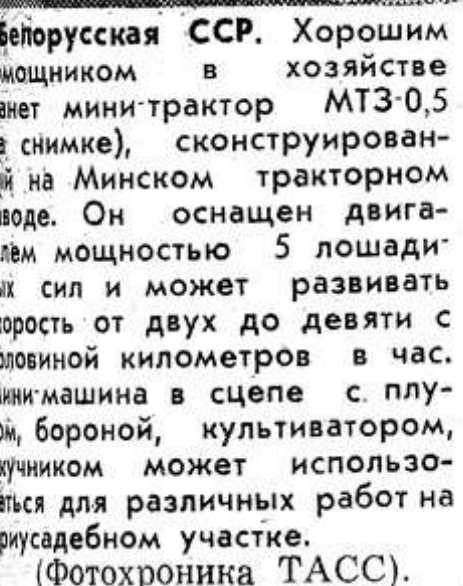 Белорусская ССР. Хорошим
мощником в хозяйстве
анет мини-трактор МТЗ-0,5
а снимке), сконструирован-
й на Минском тракторном
воде. Он оснащен двига-
лем мощностью 5 лошади-
ых сил и может развивать
корость от двух до девяти с
оловиной километров в час.
ини-машина в сцепе с плу-
ом, бороной, культиватором,
кучником может использо-
аться для различных работ на
риусадебном участке.
(Фотохроника ТАСС).